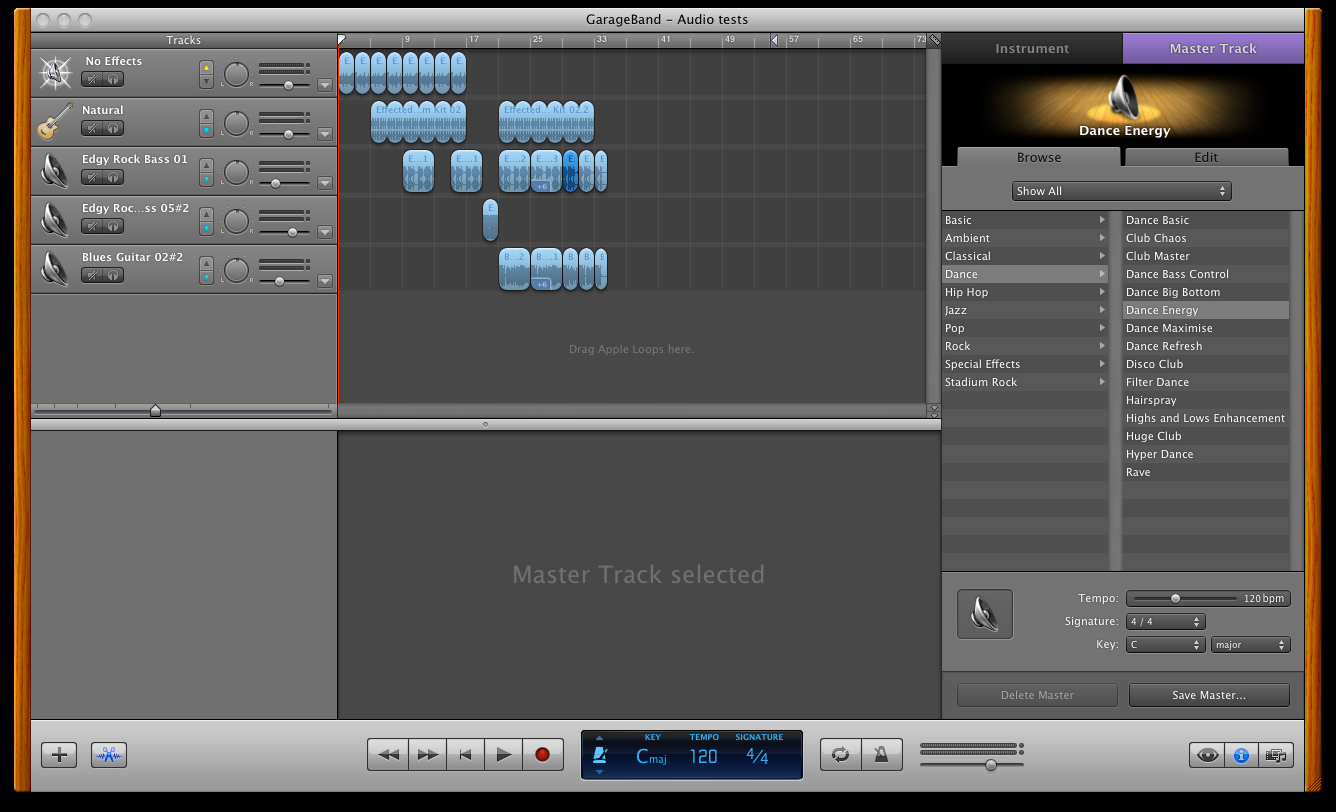 GarageBand – Audio tests
Tracks
9 17 25 33 41 49 57 65 73
Instrument Master Track
No Effects
L R
E E E E E E E E
Natural
L R
Effected...m Kit 02 Effected... Kit 02.2
Dance Energy
Edgy Rock Bass 01
L R
E...1 E...1 E...2 E...3 E E E
+6
Browse Edit
Show All
Edgy Roc...ss 05#2
L R
E
Blues Guitar 02#2
L R
B...2 B...1 B B B
+6
Drag Apple Loops here.
Basic
Ambient
Classical
Dance
Hip Hop
Jazz
Pop
Rock
Special Effects
Stadium Rock
Dance Basic
Club Chaos
Club Master
Dance Bass Control
Dance Big Bottom
Dance Energy
Dance Maximise
Dance Refresh
Disco Club
Filter Dance
Hairspray
Highs and Lows Enhancement
Huge Club
Hyper Dance
Rave
Master Track selected
Tempo: 120 bpm
Signature: 4 / 4
Key: C major
Delete Master Save Master...
KEY TEMPO SIGNATURE
Cmaj 120 4/4